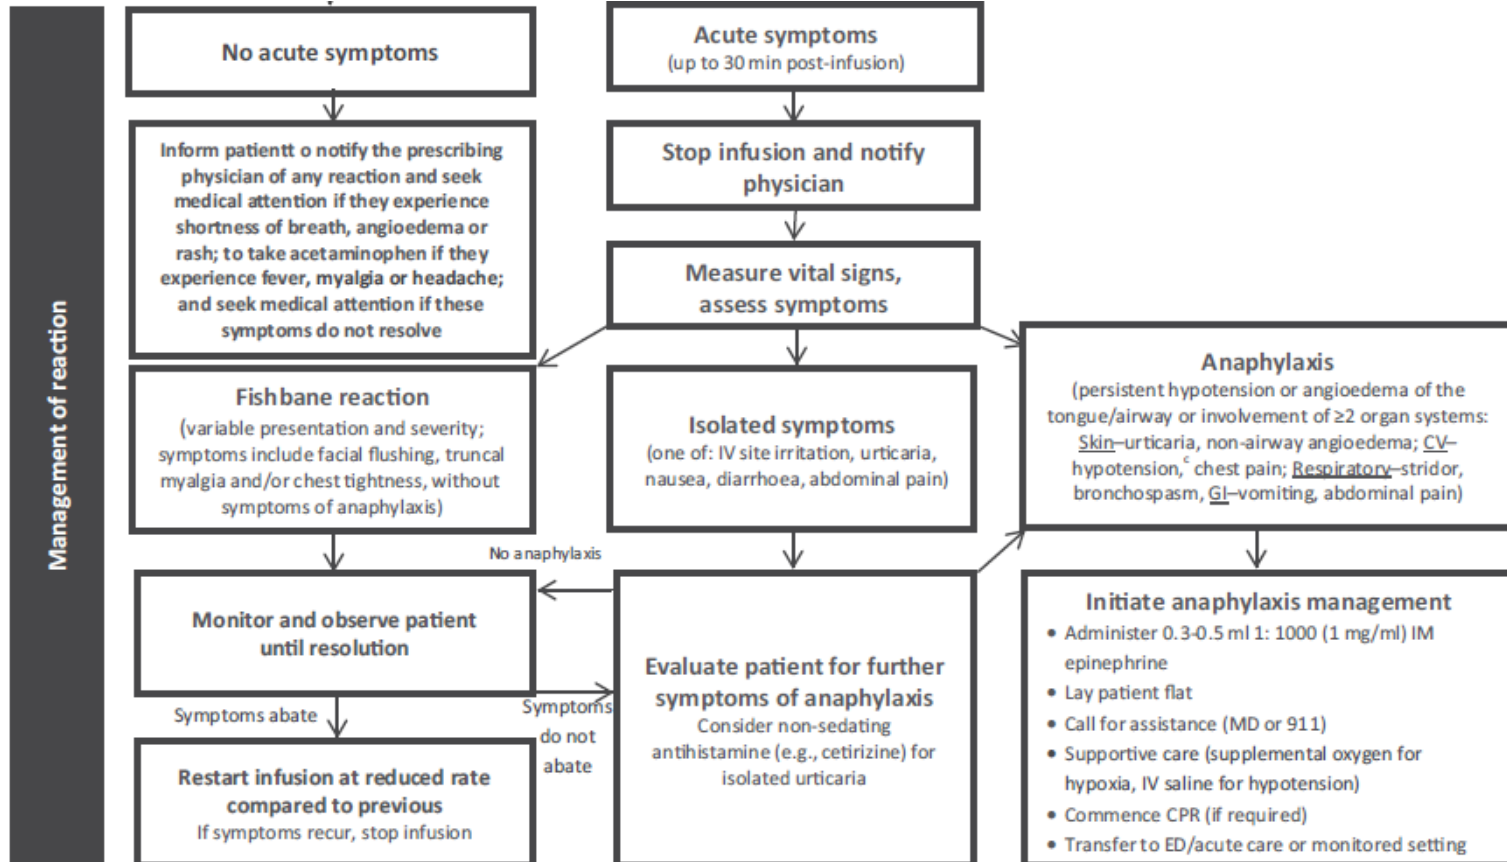 Management of reaction
No acute symptoms
Inform patientt o notify the prescribing
physician of any reaction and seek
medical attention if they experience
shortness of breath, angioedema or
rash; to take acetaminophen if they
experience fever, myalgia or headache;
and seek medical attention if these
symptoms do not resolve
Acute symptoms
(up to 30 min post-infusion)
Stop infusion and notify
physician
Measure vital signs,
assess symptoms
Fishbane reaction
(variable presentation and severity;
symptoms include facial flushing, truncal
myalgia and/or chest tightness, without
symptoms of anaphylaxis)
Isolated symptoms
(one of: IV site irritation, urticaria,
nausea, diarrhoea, abdominal pain)
Anaphylaxis
(persistent hypotension or angioedema of the
tongue/airway or involvement of ≥2 organ systems:
Skin–urticaria, non-airway angioedema; CV–
hypotension,c chest pain; Respiratory–stridor,
bronchospasm, GI–vomiting, abdominal pain)
No anaphylaxis
Monitor and observe patient
until resolution
Symptoms abate
Symptoms
do not
abate
Restart infusion at reduced rate
compared to previous
If symptoms recur, stop infusion
Evaluate patient for further
symptoms of anaphylaxis
Consider non-sedating
antihistamine (e.g., cetirizine) for
isolated urticaria
Initiate anaphylaxis management
• Administer 0.3-0.5 ml 1: 1000 (1 mg/ml) IM
epinephrine
• Lay patient flat
• Call for assistance (MD or 911)
• Supportive care (supplemental oxygen for
hypoxia, IV saline for hypotension)
• Commence CPR (if required)
• Transfer to ED/acute care or monitored setting